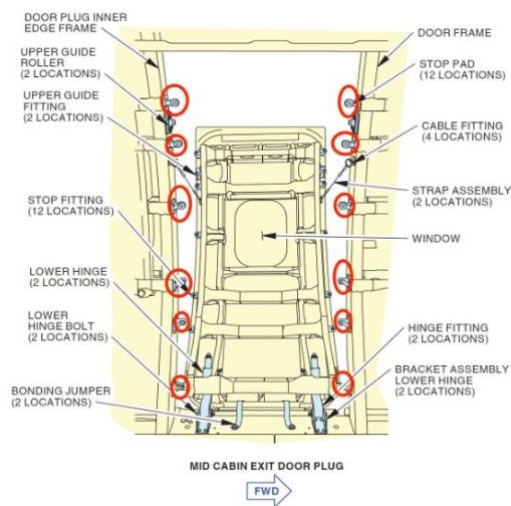 DOOR PLUG INNER
EDGE FRAME
UPPER GUIDE
ROLLER
(2 LOCATIONS)
UPPER GUIDE
FITTING
(2 LOCATIONS)
STOP FITTING
(12 LOCATIONS)
LOWER HINGE
(2 LOCATIONS)
LOWER
HINGE BOLT
(2 LOCATIONS)
BONDING JUMPER
(2 LOCATIONS)
DOOR FRAME
STOP PAD
(12 LOCATIONS)
CABLE FITTING
(4 LOCATIONS)
STRAP ASSEMBLY
(2 LOCATIONS)
WINDOW
HINGE FITTING
(2 LOCATIONS)
BRACKET ASSEMBLY
LOWER HINGE
(2 LOCATIONS)
MID CABIN EXIT DOOR PLUG
FWD